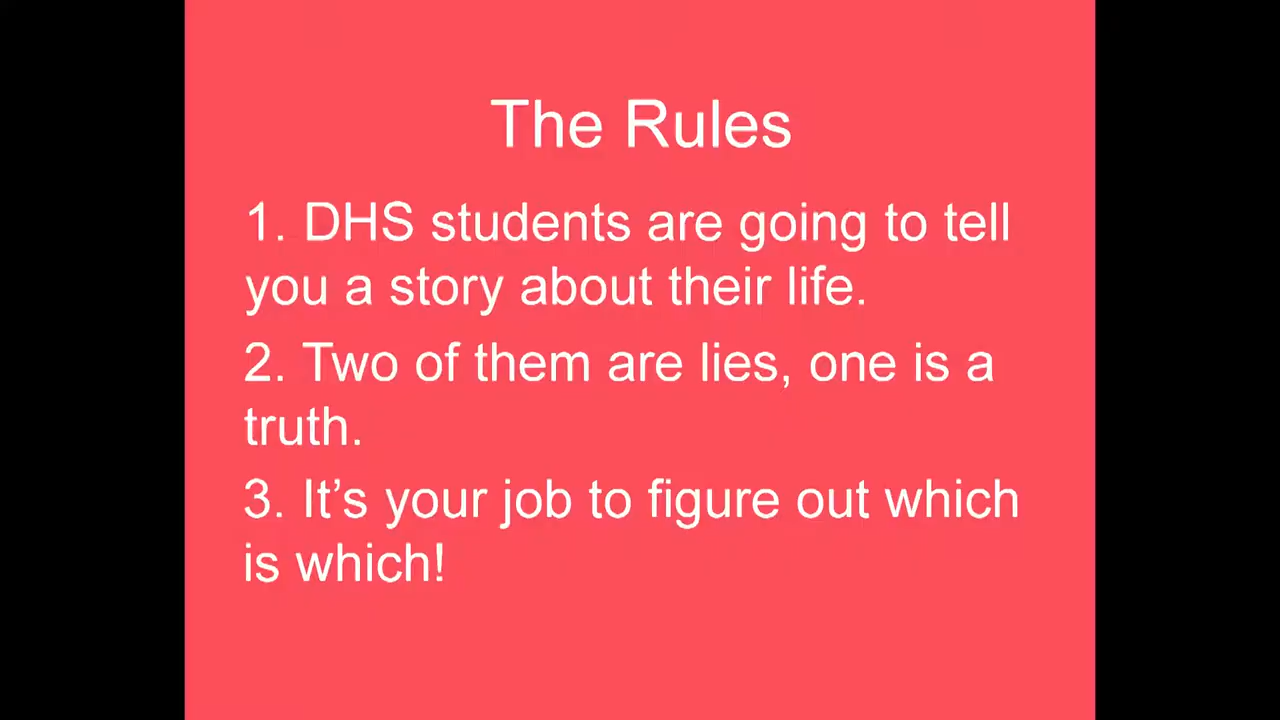 The Rules
1. DHS students are going to tell
you a story about their life.
2. Two of them are lies, one is a
truth.
3. It’s your job to figure out which
is which!